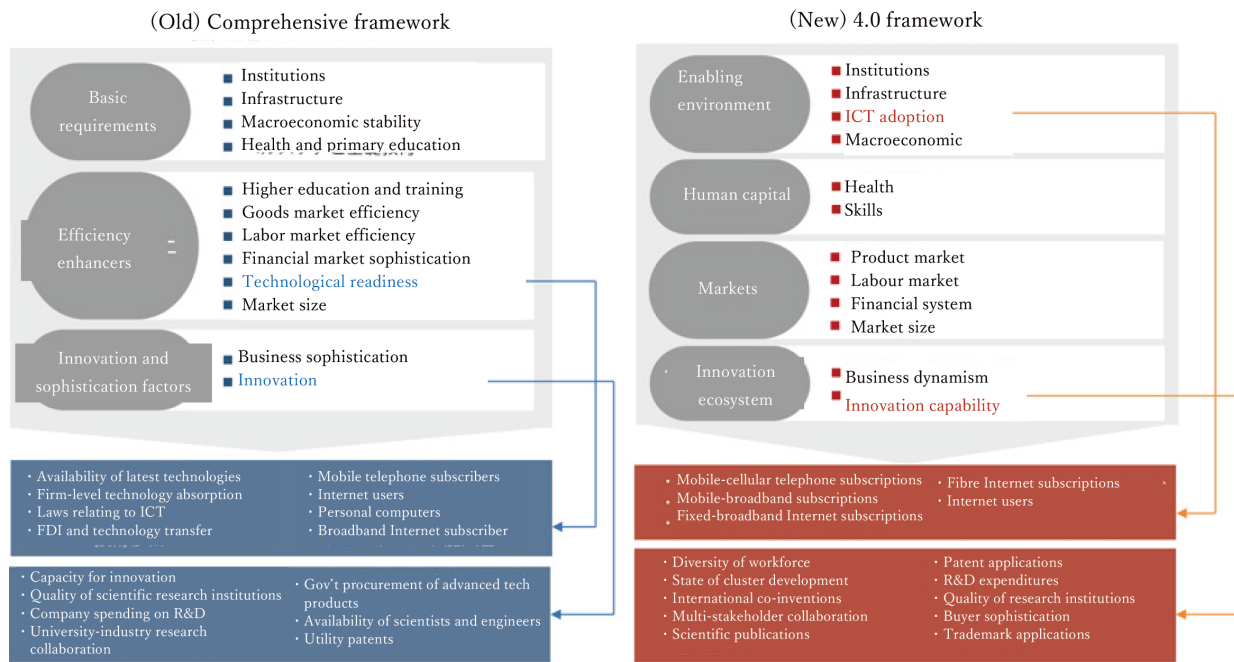 (Old) Comprehensive framework
Basic
requirements
Institutions
Infrastructure
Macroeconomic stability
Health and primary education
Efficiency
enhancers
Higher education and training
Goods market efficiency
Labor market efficiency
Financial market sophistication
Technological readiness
Market size
Innovation and
sophistication factors
Business sophistication
Innovation
・Availability of latest technologies
・Firm-level technology absorption
・Laws relating to ICT
・FDI and technology transfer
・Mobile telephone subscribers
・Internet users
・Personal computers
・Broadband Internet subscriber
・Capacity for innovation
・Quality of scientific research institutions
・Company spending on R&D
・University-industry research
collaboration
・Gov't procurement of advanced tech
products
・Availability of scientists and engineers
・Utility patents
(New) 4.0 framework
Enabling
environment
Institutions
Infrastructure
ICT adoption
Macroeconomic
Human capital
Health
Skills
Markets
Product market
Labour market
Financial system
Market size
Innovation
ecosystem
Business dynamism
Innovation capability
・Mobile-cellular telephone subscriptions
・Mobile-broadband subscriptions
・Fixed-broadband Internet subscriptions
・Fibre Internet subscriptions
・Internet users
・Diversity of workforce
・State of cluster development
・International co-inventions
・Multi-stakeholder collaboration
・Scientific publications
・Patent applications
・R&D expenditures
・Quality of research institutions
・Buyer sophistication
・Trademark applications